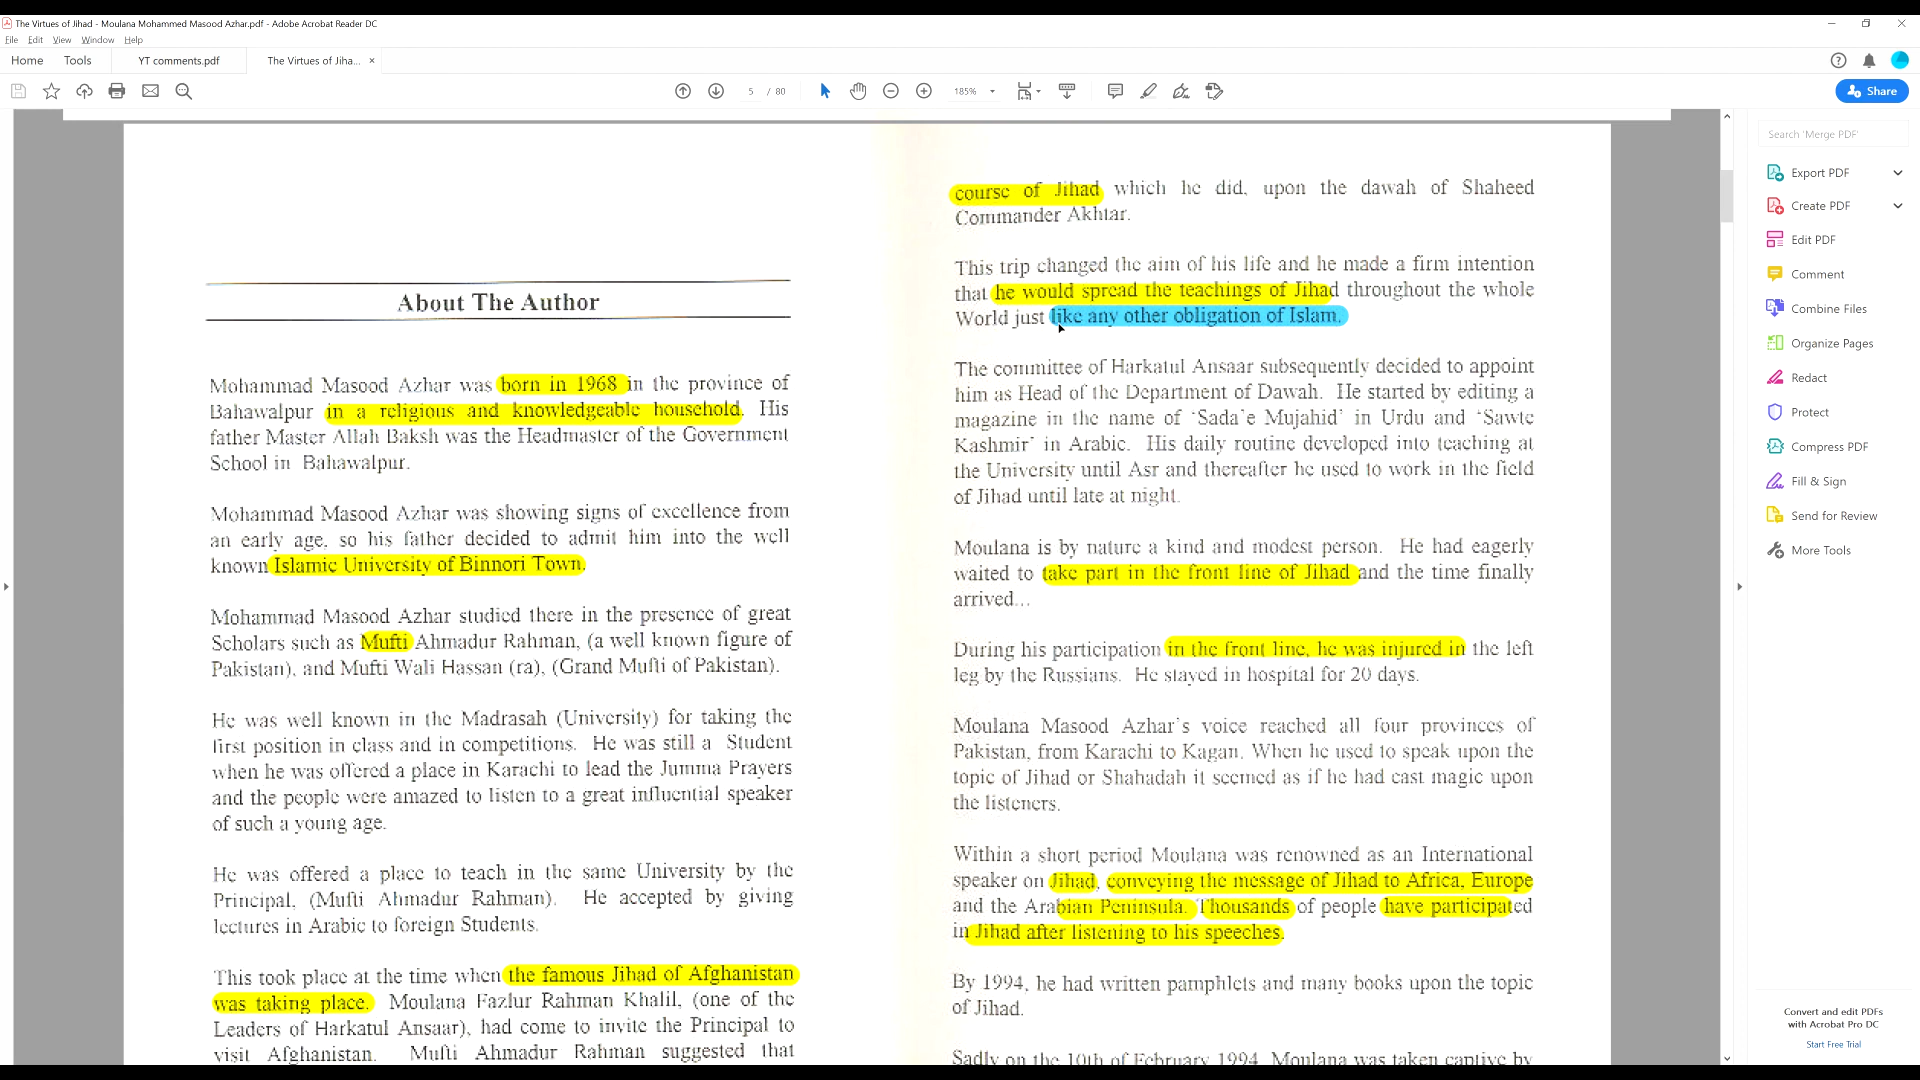 The Virtues of Jihad - Moulana Mohammed Masood Azhar.pdf - Adobe Acrobat Reader DC
File Edit View Window Help
Home Tools YT comments.pdf The Virtues of Jiha... ×
5 / 80 185% Share
About The Author
Mohammad Masood Azhar was born in 1968 in the province of
Bahawalpur in a religious and knowledgeable household. His
father Master Allah Baksh was the Headmaster of the Government
School in Bahawalpur.
Mohammad Masood Azhar was showing signs of excellence from
an early age, so his father decided to admit him into the well
known Islamic University of Binnori Town.
Mohammad Masood Azhar studied there in the presence of great
Scholars such as Mufti Ahmadur Rahman, (a well known figure of
Pakistan), and Mufti Wali Hassan (ra), (Grand Mufti of Pakistan).
He was well known in the Madrasah (University) for taking the
first position in class and in competitions. He was still a Student
when he was offered a place in Karachi to lead the Jumma Prayers
and the people were amazed to listen to a great influential speaker
of such a young age.
He was offered a place to teach in the same University by the
Principal, (Mufti Ahmadur Rahman). He accepted by giving
lectures in Arabic to foreign Students.
This took place at the time when the famous Jihad of Afghanistan
was taking place. Moulana Fazlur Rahman Khalil, (one of the
Leaders of Harkatul Ansaar), had come to invite the Principal to
visit Afghanistan. Mufti Ahmadur Rahman suggested that
course of Jihad which he did, upon the dawah of Shaheed
Commander Akhtar.
This trip changed the aim of his life and he made a firm intention
that he would spread the teachings of Jihad throughout the whole
World just like any other obligation of Islam.
The committee of Harkatul Ansaar subsequently decided to appoint
him as Head of the Department of Dawah. He started by editing a
magazine in the name of 'Sada'e Mujahid' in Urdu and 'Sawte
Kashmir' in Arabic. His daily routine developed into teaching at
the University until Asr and thereafter he used to work in the field
of Jihad until late at night.
Moulana is by nature a kind and modest person. He had eagerly
waited to take part in the front line of Jihad and the time finally
arrived...
During his participation in the front line, he was injured in the left
leg by the Russians. He stayed in hospital for 20 days.
Moulana Masood Azhar's voice reached all four provinces of
Pakistan, from Karachi to Kagan. When he used to speak upon the
topic of Jihad or Shahadah it seemed as if he had cast magic upon
the listeners.
Within a short period Moulana was renowned as an International
speaker on Jihad, conveying the message of Jihad to Africa, Europe
and the Arabian Peninsula. Thousands of people have participated
in Jihad after listening to his speeches.
By 1994, he had written pamphlets and many books upon the topic
of Jihad.
Sadly on the 10th of February 1994, Moulana was taken captive by
Search 'Merge PDF'
Export PDF
Create PDF
Edit PDF
Comment
Combine Files
Organize Pages
Redact
Protect
Compress PDF
Fill & Sign
Send for Review
More Tools
Convert and edit PDFs
with Acrobat Pro DC
Start Free Trial